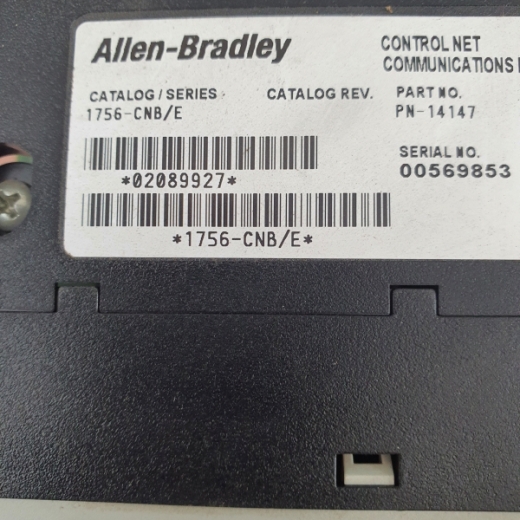 Allen-Bradley
CONTROL NET
COMMUNICATIONS
CATALOG/SERIES
CATALOG REV.
PART NO.
1756-CNB/E
PN-14147
SERIAL NO.
00569853
*02089927*
*1756-CNB/E*